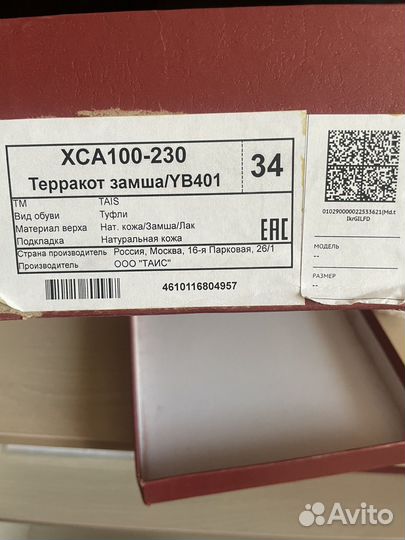 XCA100-230
Терракот замша/YB401
34
ТМ TAIS
Вид обуви Туфли
Материал верха Нат. кожа/Замша/Лак
Подкладка Натуральная кожа
Страна производитель Россия, Москва, 16-я Парковая, 26/1
Производитель ООО "ТАИС"
EAC
4610116804957
МОДЕЛЬ
--
РАЗМЕР
--
Avito